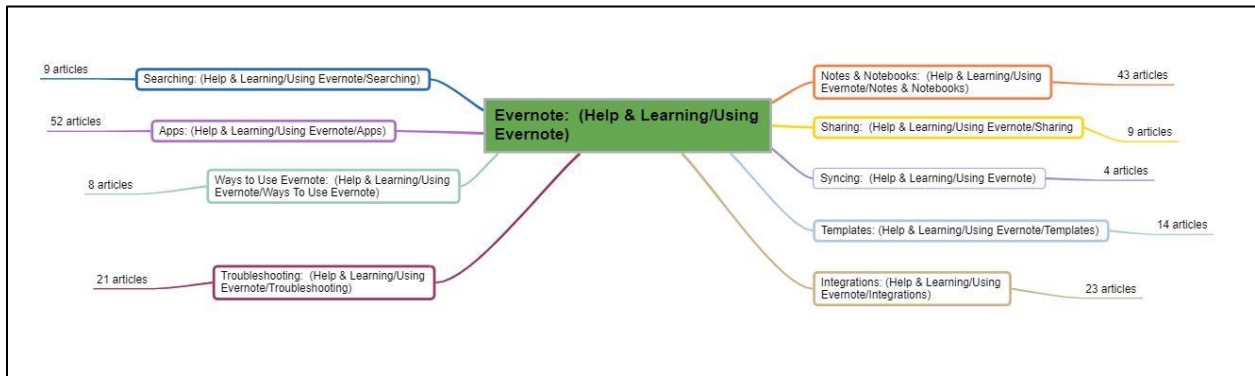 Evernote:  (Help & Learning/Using
Evernote)
9 articles
Searching: (Help & Learning/Using Evernote/Searching)
52 articles
Apps: (Help & Learning/Using Evernote/Apps)
8 articles
Ways to Use Evernote:  (Help & Learning/Using
Evernote/Ways To Use Evernote)
21 articles
Troubleshooting:  (Help & Learning/Using
Evernote/Troubleshooting)
Notes & Notebooks:  (Help & Learning/Using
Evernote/Notes & Notebooks)
43 articles
Sharing:  (Help & Learning/Using Evernote/Sharing
9 articles
Syncing:  (Help & Learning/Using Evernote)
4 articles
Templates: (Help & Learning/Using Evernote/Templates)
14 articles
Integrations: (Help & Learning/Using
Evernote/Integrations)
23 articles